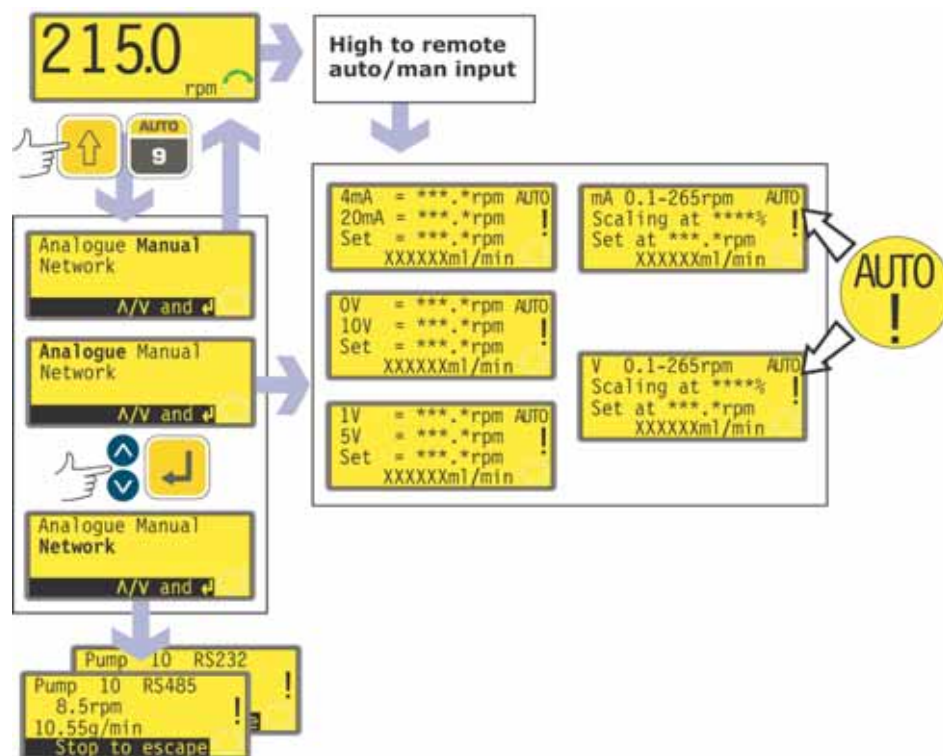 215.0
rpm
High to remote
auto/man input
AUTO
9
Analogue Manual
Network
Λ/V and ↲
Analogue Manual
Network
Λ/V and ↲
Analogue Manual
Network
Λ/V and ↲
4mA = ***.*rpm AUTO
20mA = ***.*rpm !
Set = ***.*rpm
XXXXXXml/min
0V = ***.*rpm AUTO
10V = ***.*rpm !
Set = ***.*rpm
XXXXXXml/min
1V = ***.*rpm AUTO
5V = ***.*rpm !
Set = ***.*rpm
XXXXXXml/min
mA 0.1-265rpm AUTO
Scaling at ****% !
Set at ***.*rpm
XXXXXXml/min
V 0.1-265rpm AUTO
Scaling at ****% !
Set at ***.*rpm
XXXXXXml/min
AUTO
!
Pump 10 RS232
!
Pump 10 RS485
8.5rpm !
10.55g/min
Stop to escape